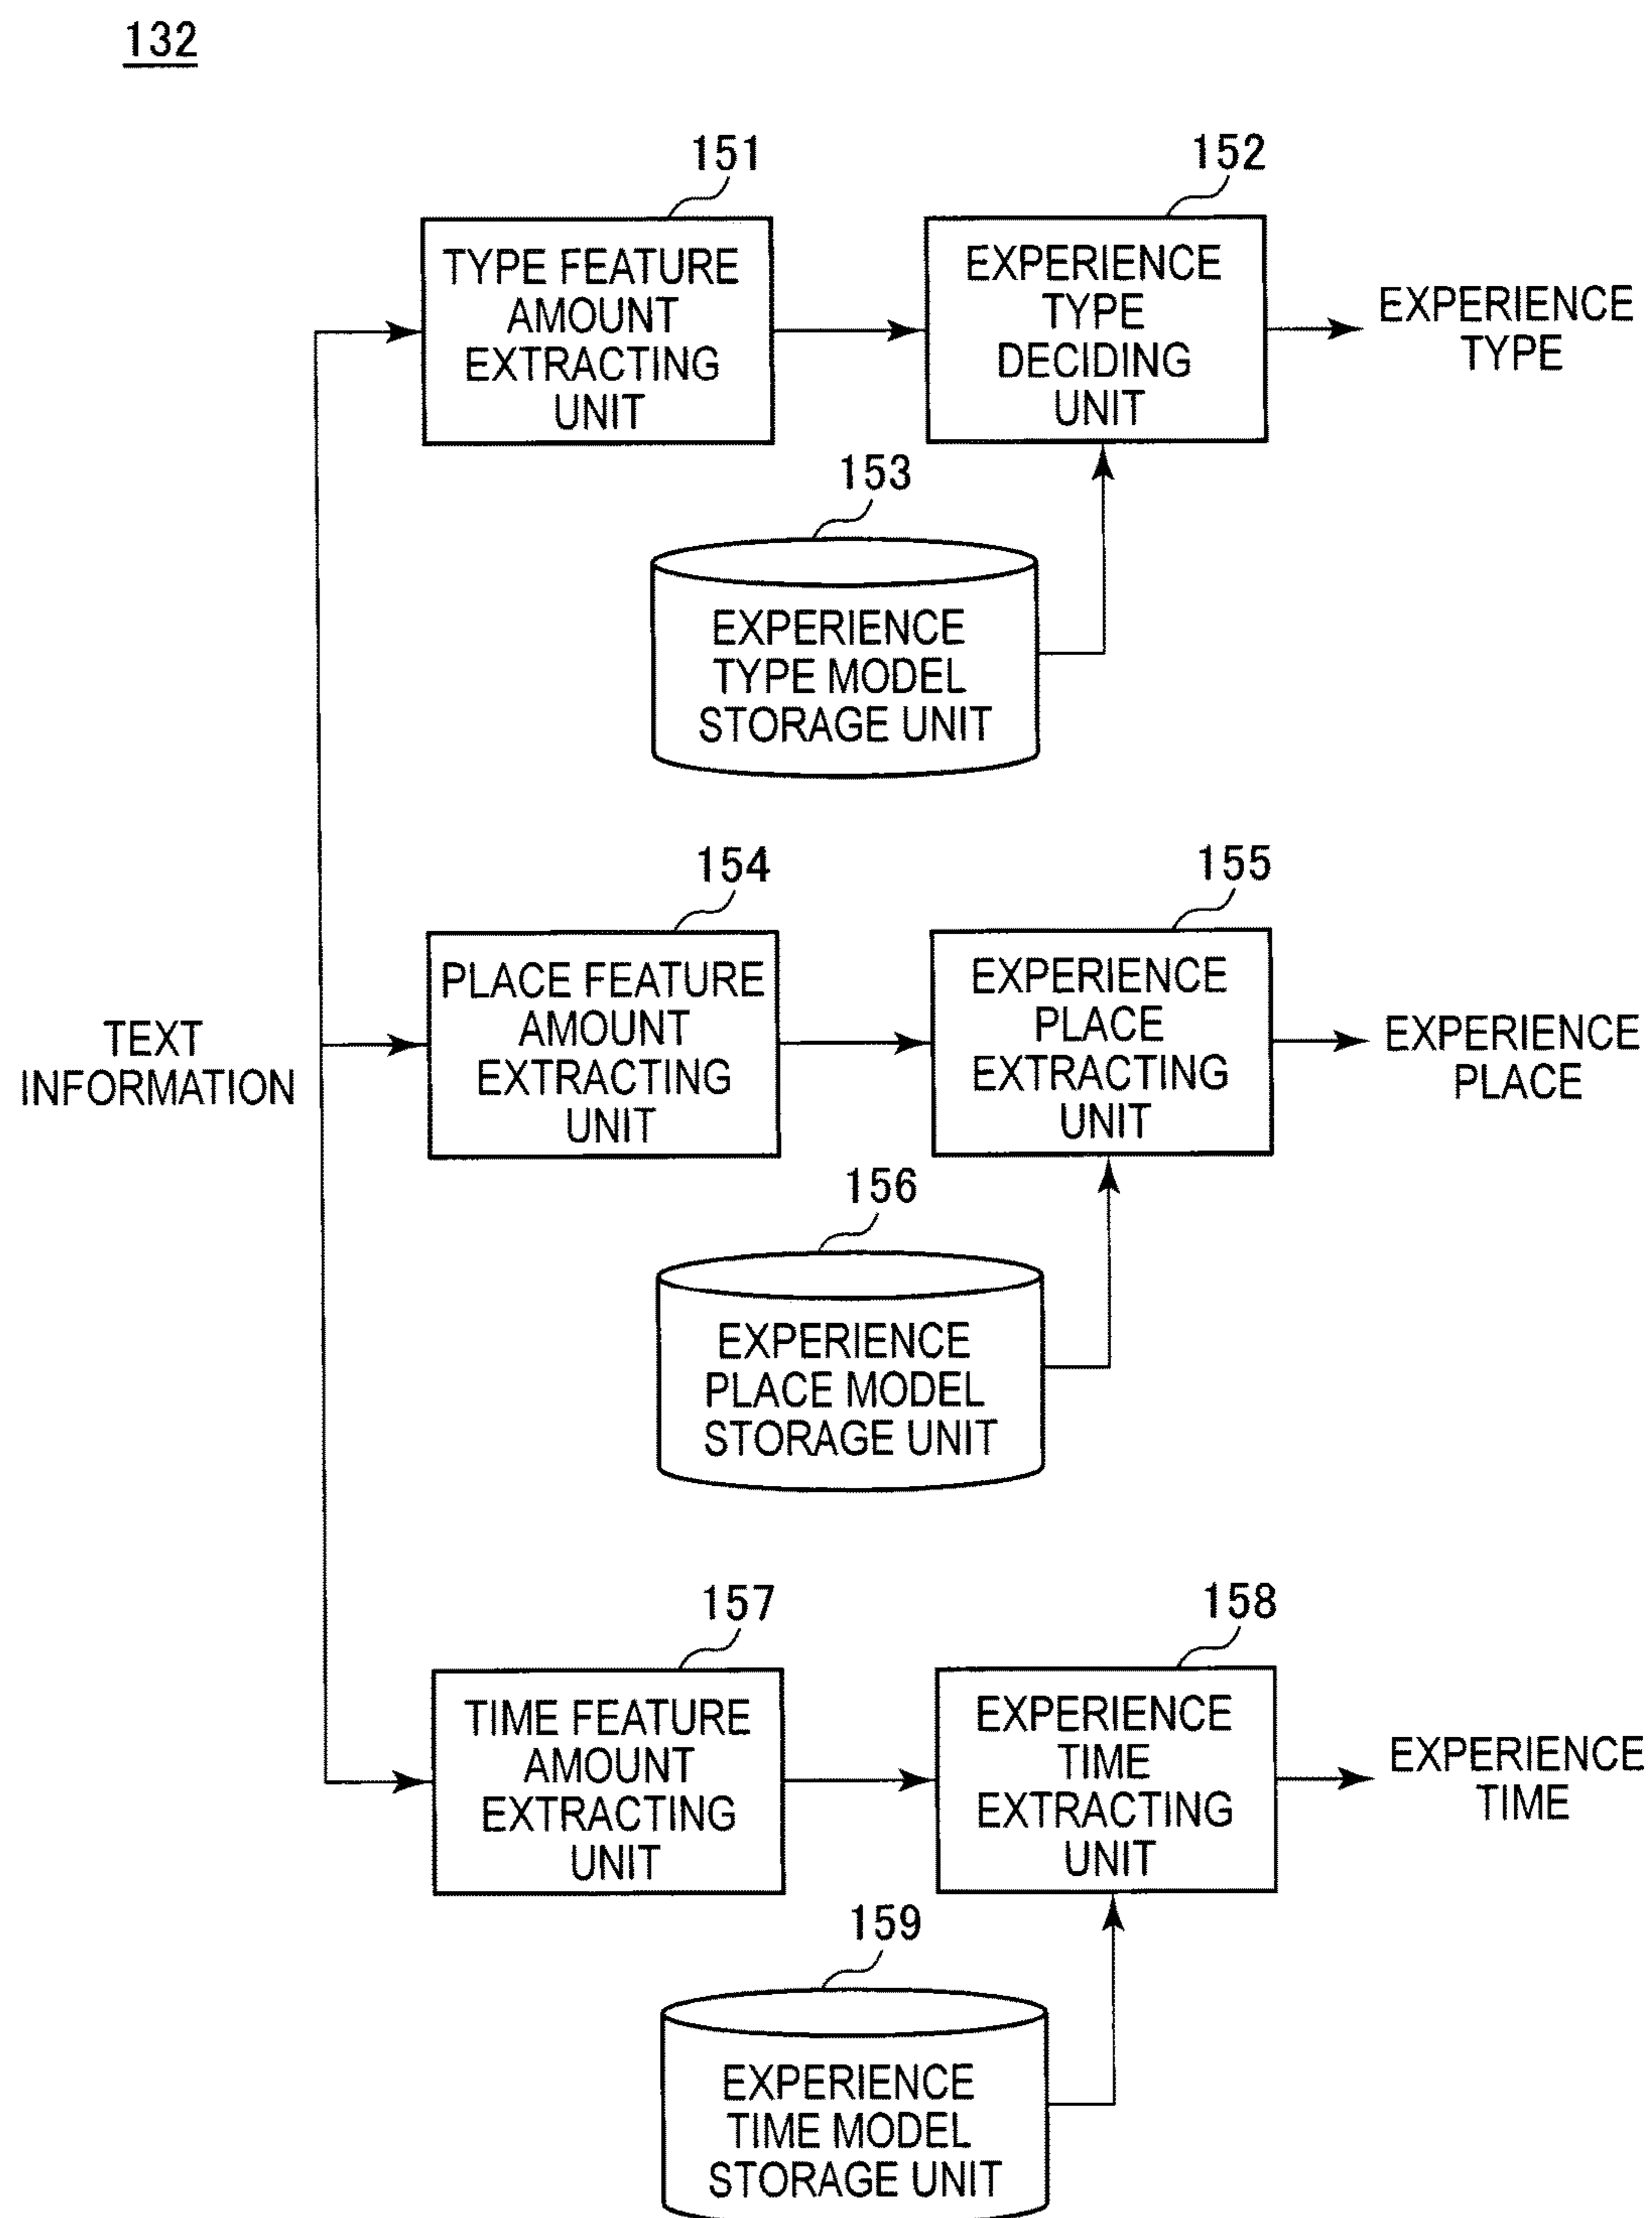 132
151
152
TYPE FEATURE
AMOUNT
EXTRACTING
UNIT
EXPERIENCE
TYPE
DECIDING
UNIT
EXPERIENCE
TYPE
153
EXPERIENCE
TYPE MODEL
STORAGE UNIT
154
155
TEXT
INFORMATION
PLACE FEATURE
AMOUNT
EXTRACTING
UNIT
EXPERIENCE
PLACE
EXTRACTING
UNIT
EXPERIENCE
PLACE
156
EXPERIENCE
PLACE MODEL
STORAGE UNIT
157
158
TIME FEATURE
AMOUNT
EXTRACTING
UNIT
EXPERIENCE
TIME
EXTRACTING
UNIT
EXPERIENCE
TIME
159
EXPERIENCE
TIME MODEL
STORAGE UNIT